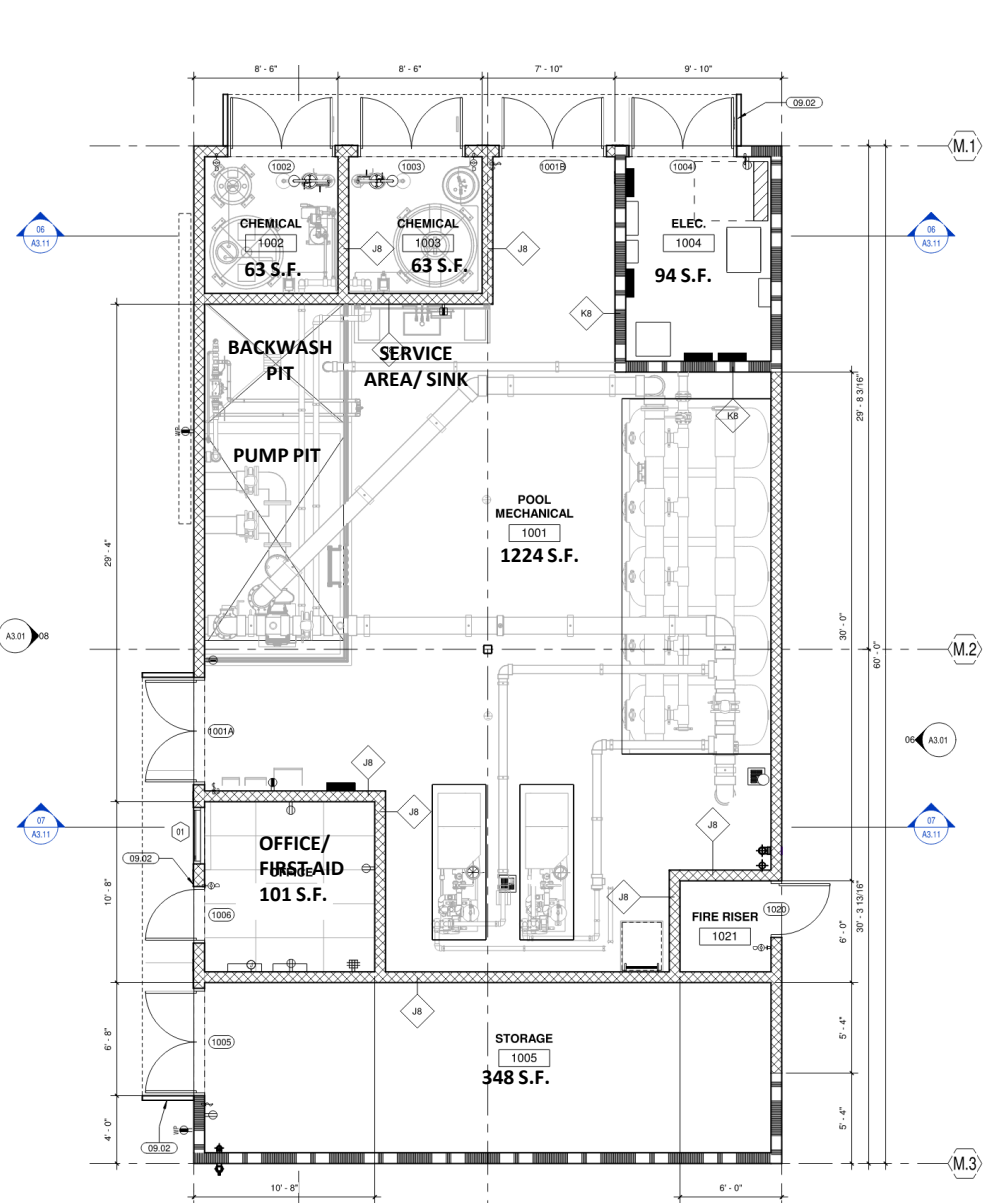 8' - 6"
8' - 6"
7' - 10"
9' - 10"
09.02
M.1
1002
1003
1001B
1004
06
A3.11
CHEMICAL
1002
63 S.F.
J8
CHEMICAL
1003
63 S.F.
J8
ELEC.
1004
94 S.F.
06
A3.11
K8
BACKWASH
PIT
SERVICE
AREA/ SINK
K8
29' - 8 3/16"
PUMP PIT
POOL
MECHANICAL
1001
1224 S.F.
29' - 4"
WP
30' - 0"
60' - 0"
A3.01
08
M.2
1001A
06
A3.01
J8
J8
J8
07
A3.11
01
07
A3.11
OFFICE/
FIRST AID
OFFICE
101 S.F.
09.02
10' - 8"
1006
J8
FIRE RISER
1021
1020
6' - 0"
30' - 3 13/16"
J8
6' - 8"
1005
STORAGE
1005
348 S.F.
5' - 4"
4' - 0"
WP
09.02
5' - 4"
M.3
10' - 8"
6' - 0"